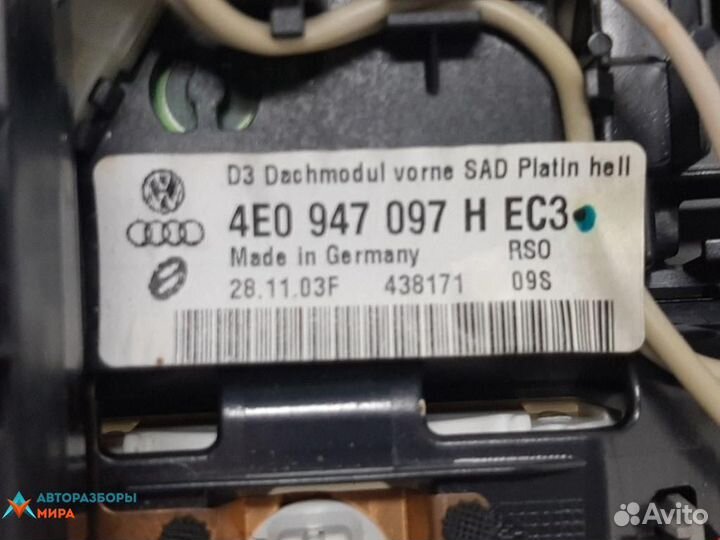 D3 Dachmodul vorne SAD Platin hell
4E0 947 097 H EC3
Made in Germany RSO
28.11.03F 438171 09S
АВТОРАЗБОРЫ
МИРА
Avito